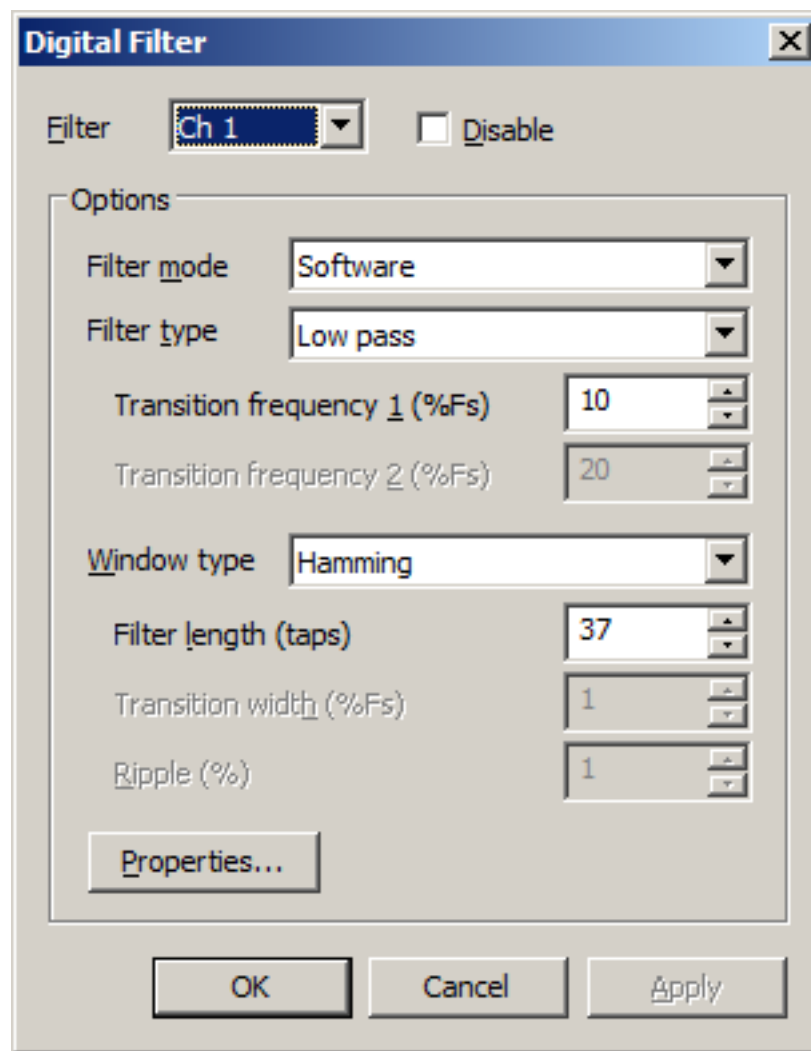 Digital Filter
Filter Ch 1 Disable
Options
Filter mode Software
Filter type Low pass
Transition frequency 1 (%Fs) 10
Transition frequency 2 (%Fs) 20
Window type Hamming
Filter length (taps) 37
Transition width (%Fs) 1
Ripple (%) 1
Properties...
OK Cancel Apply